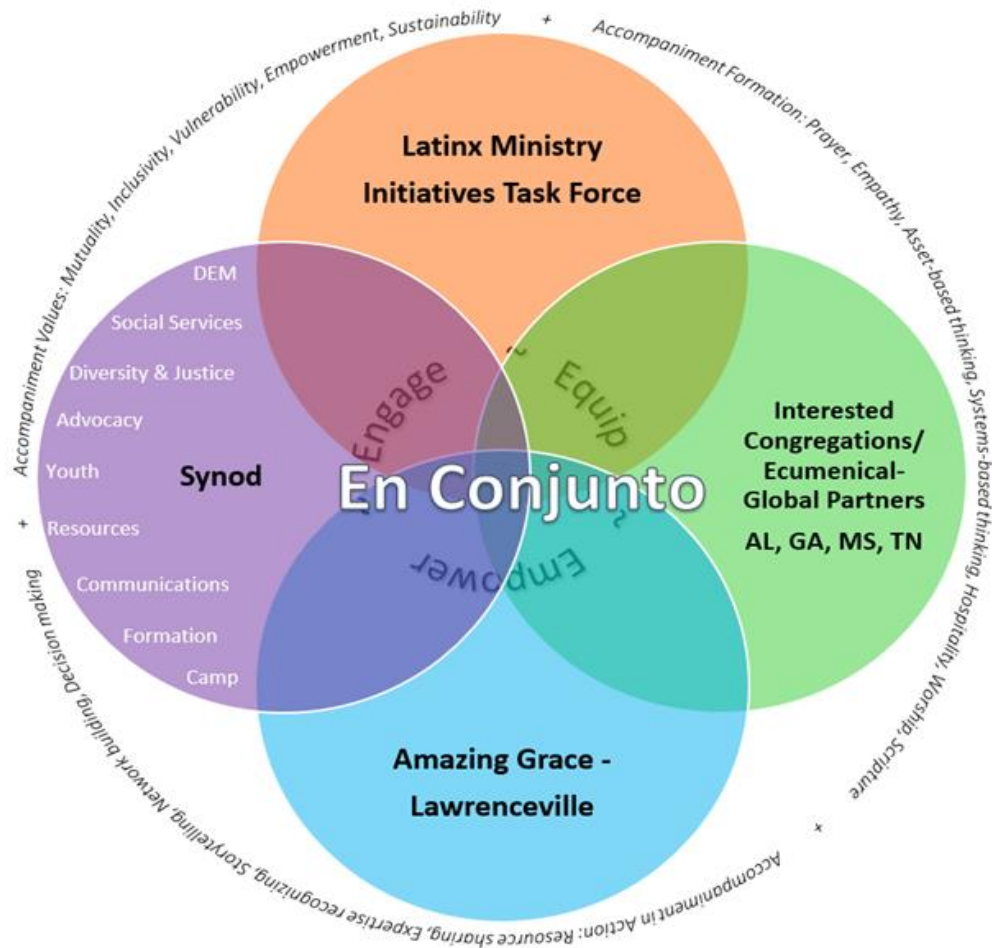 Accompaniment Values: Mutuality, Inclusivity, Vulnerability, Empowerment, Sustainability
+
Accompaniment Formation: Prayer, Empathy, Asset-based thinking, Systems-based thinking, Hospitality, Worship, Scripture
+
Accompaniment in Action: Resource sharing, Expertise recognizing, Storytelling, Network building, Decision making
+
Latinx Ministry
Initiatives Task Force
DEM
Social Services
Diversity & Justice
Advocacy
Youth
Resources
Communications
Formation
Camp
Synod
~ Engage ~ Equip ~ Empower
En Conjunto
Interested
Congregations/
Ecumenical-
Global Partners
AL, GA, MS, TN
Amazing Grace -
Lawrenceville